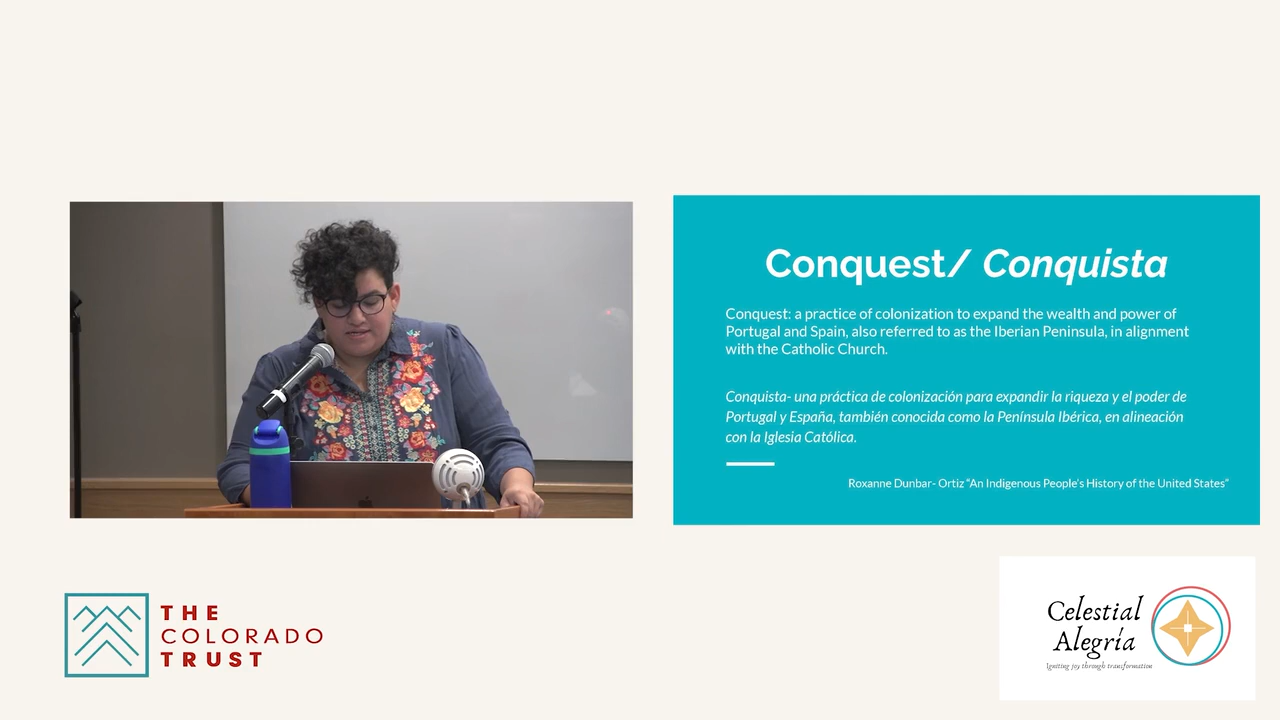 Conquest/ Conquista
Conquest: a practice of colonization to expand the wealth and power of
Portugal and Spain, also referred to as the Iberian Peninsula, in alignment
with the Catholic Church.
Conquista- una práctica de colonización para expandir la riqueza y el poder de
Portugal y España, también conocida como la Península Ibérica, en alineación
con la Iglesia Católica.
Roxanne Dunbar- Ortiz “An Indigenous People’s History of the United States”
THE
COLORADO
TRUST
Celestial
Alegría
Igniting joy through transformation